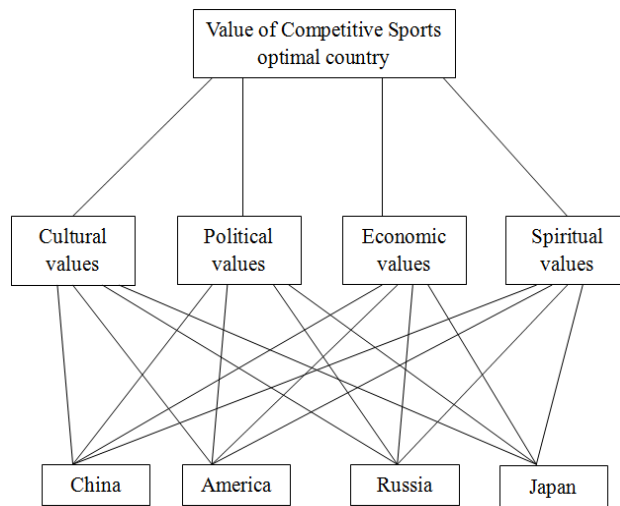 Value of Competitive Sports
optimal country
Cultural
values
Political
values
Economic
values
Spiritual
values
China
America
Russia
Japan